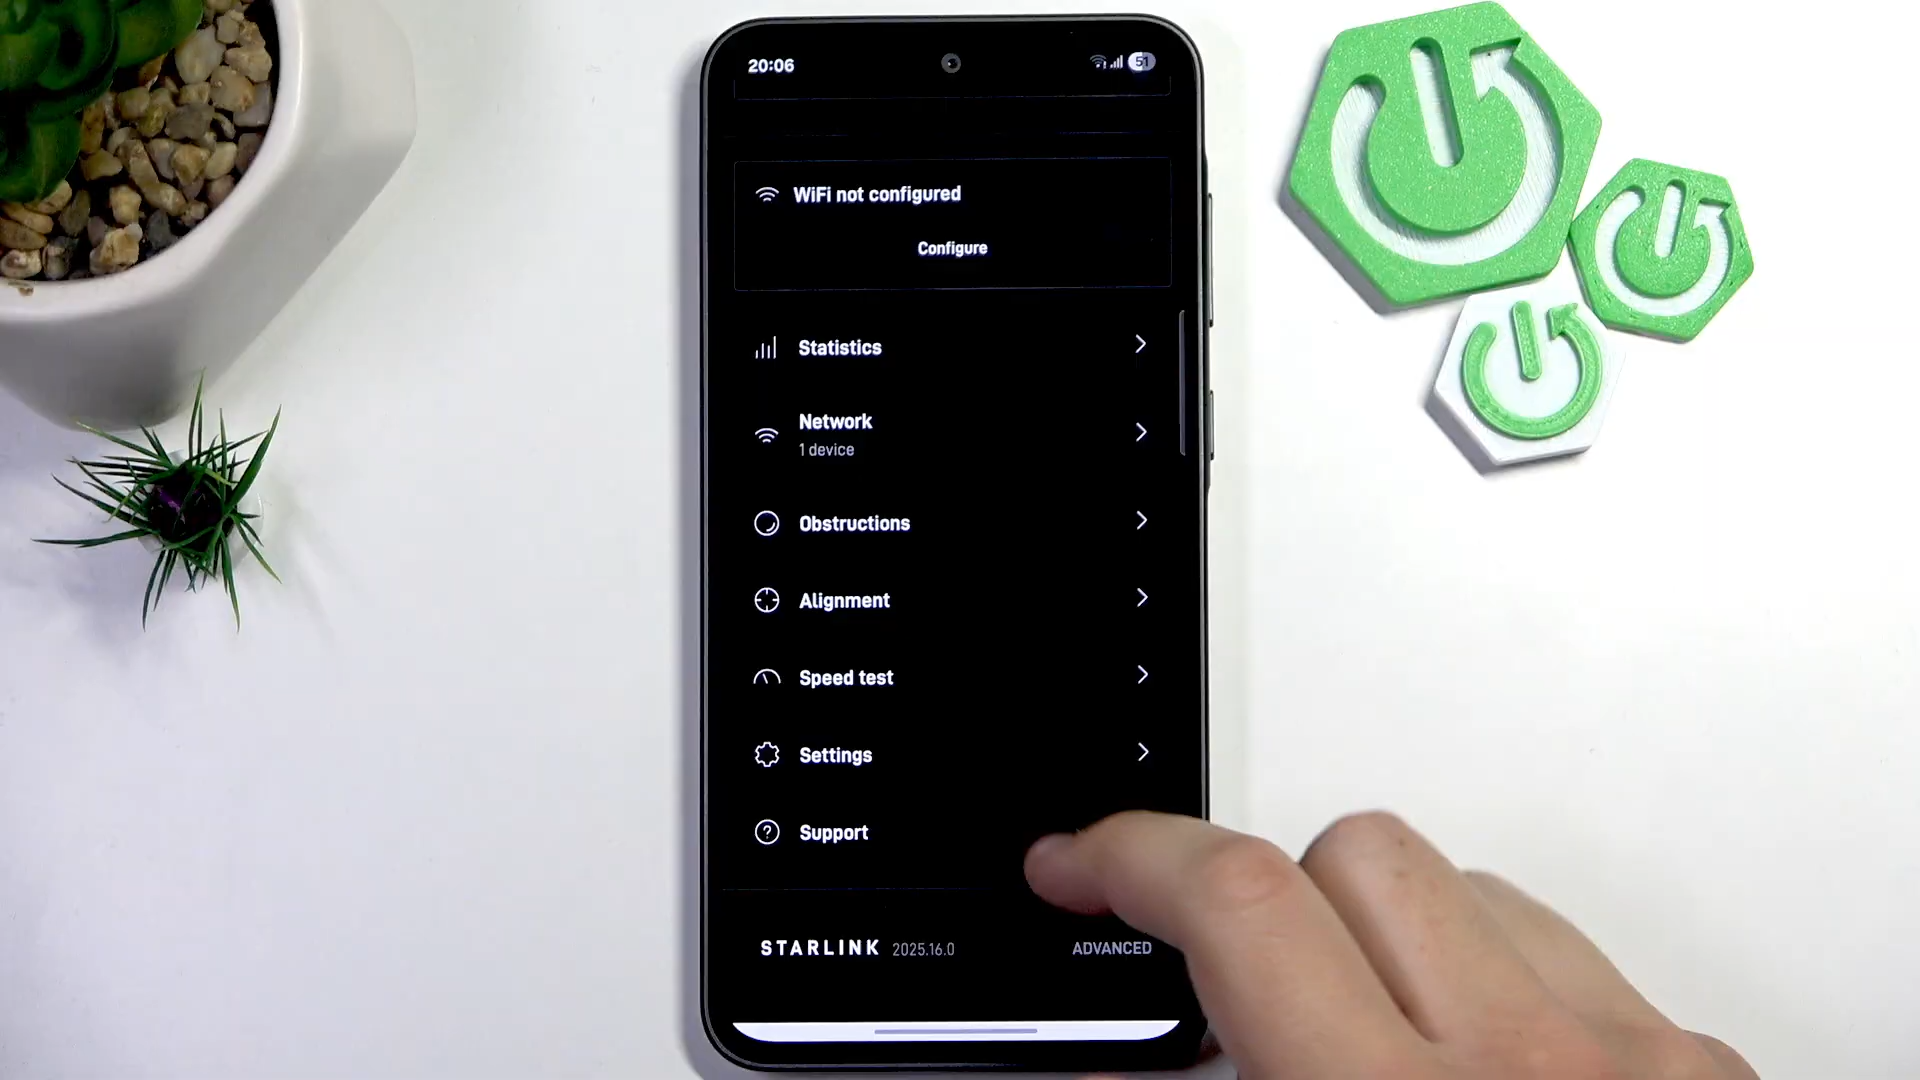 20:06
51
WiFi not configured
Configure
Statistics
Network
1 device
Obstructions
Alignment
Speed test
Settings
Support
STARLINK 2025.16.0
ADVANCED